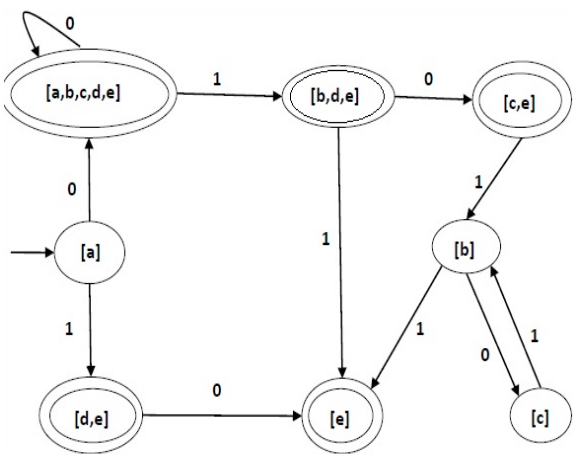 0
[a,b,c,d,e] 1 [b,d,e] 0 [c,e]
0 1
[a] 1 [b]
1 1 0 1
0
[d,e] [e] [c]